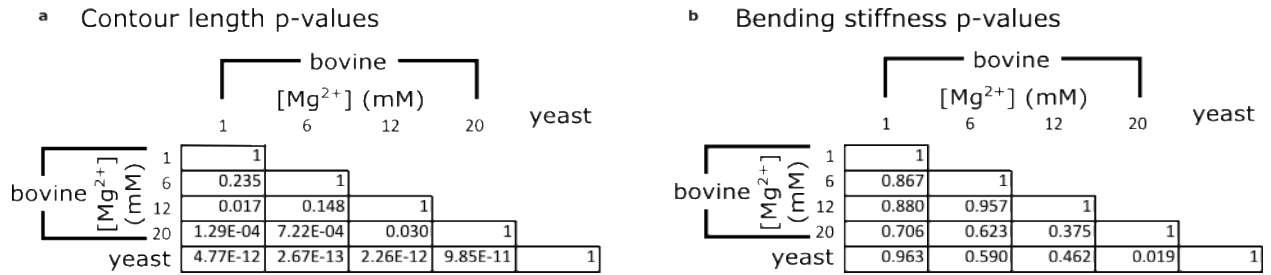 a Contour length p-values
bovine
[Mg²⁺] (mM)
1 6 12 20 yeast
bovine [Mg²⁺] (mM)
1 1
6 0.235 1
12 0.017 0.148 1
20 1.29E-04 7.22E-04 0.030 1
yeast 4.77E-12 2.67E-13 2.26E-12 9.85E-11 1
b Bending stiffness p-values
bovine
[Mg²⁺] (mM)
1 6 12 20 yeast
bovine [Mg²⁺] (mM)
1 1
6 0.867 1
12 0.880 0.957 1
20 0.706 0.623 0.375 1
yeast 0.963 0.590 0.462 0.019 1